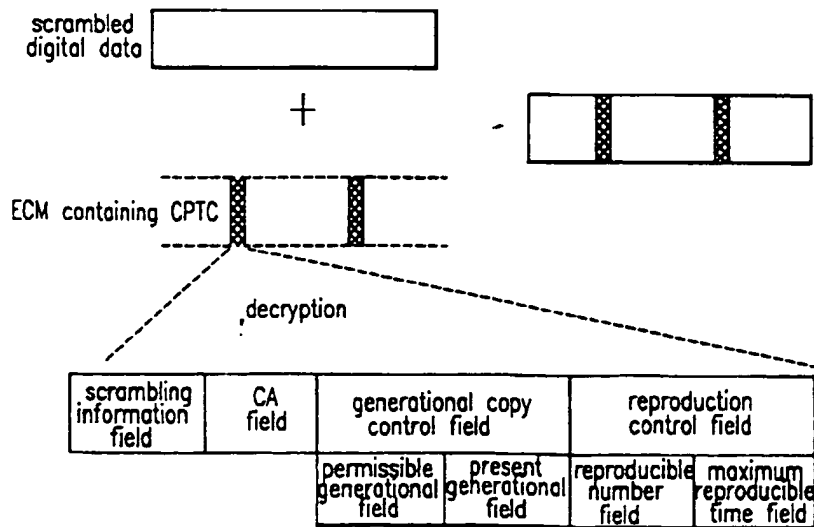 scrambled
digital data
+
ECM containing CPTC
decryption
scrambling
information
field
CA
field
generational copy
control field
reproduction
control field
permissible
generational field
present
generational field
reproducible
number
field
maximum
reproducible
time field